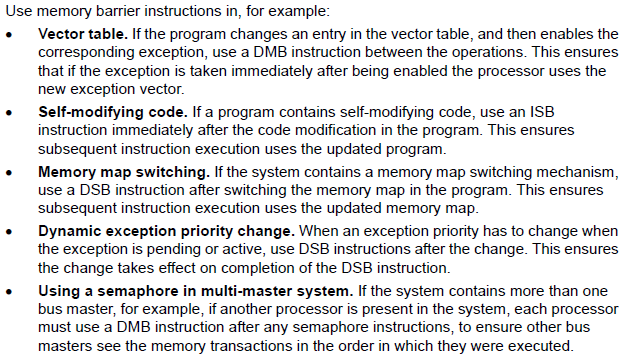 Use memory barrier instructions in, for example:
• Vector table. If the program changes an entry in the vector table, and then enables the
corresponding exception, use a DMB instruction between the operations. This ensures
that if the exception is taken immediately after being enabled the processor uses the
new exception vector.
• Self-modifying code. If a program contains self-modifying code, use an ISB
instruction immediately after the code modification in the program. This ensures
subsequent instruction execution uses the updated program.
• Memory map switching. If the system contains a memory map switching mechanism,
use a DSB instruction after switching the memory map in the program. This ensures
subsequent instruction execution uses the updated memory map.
• Dynamic exception priority change. When an exception priority has to change when
the exception is pending or active, use DSB instructions after the change. This ensures
the change takes effect on completion of the DSB instruction.
• Using a semaphore in multi-master system. If the system contains more than one
bus master, for example, if another processor is present in the system, each processor
must use a DMB instruction after any semaphore instructions, to ensure other bus
masters see the memory transactions in the order in which they were executed.